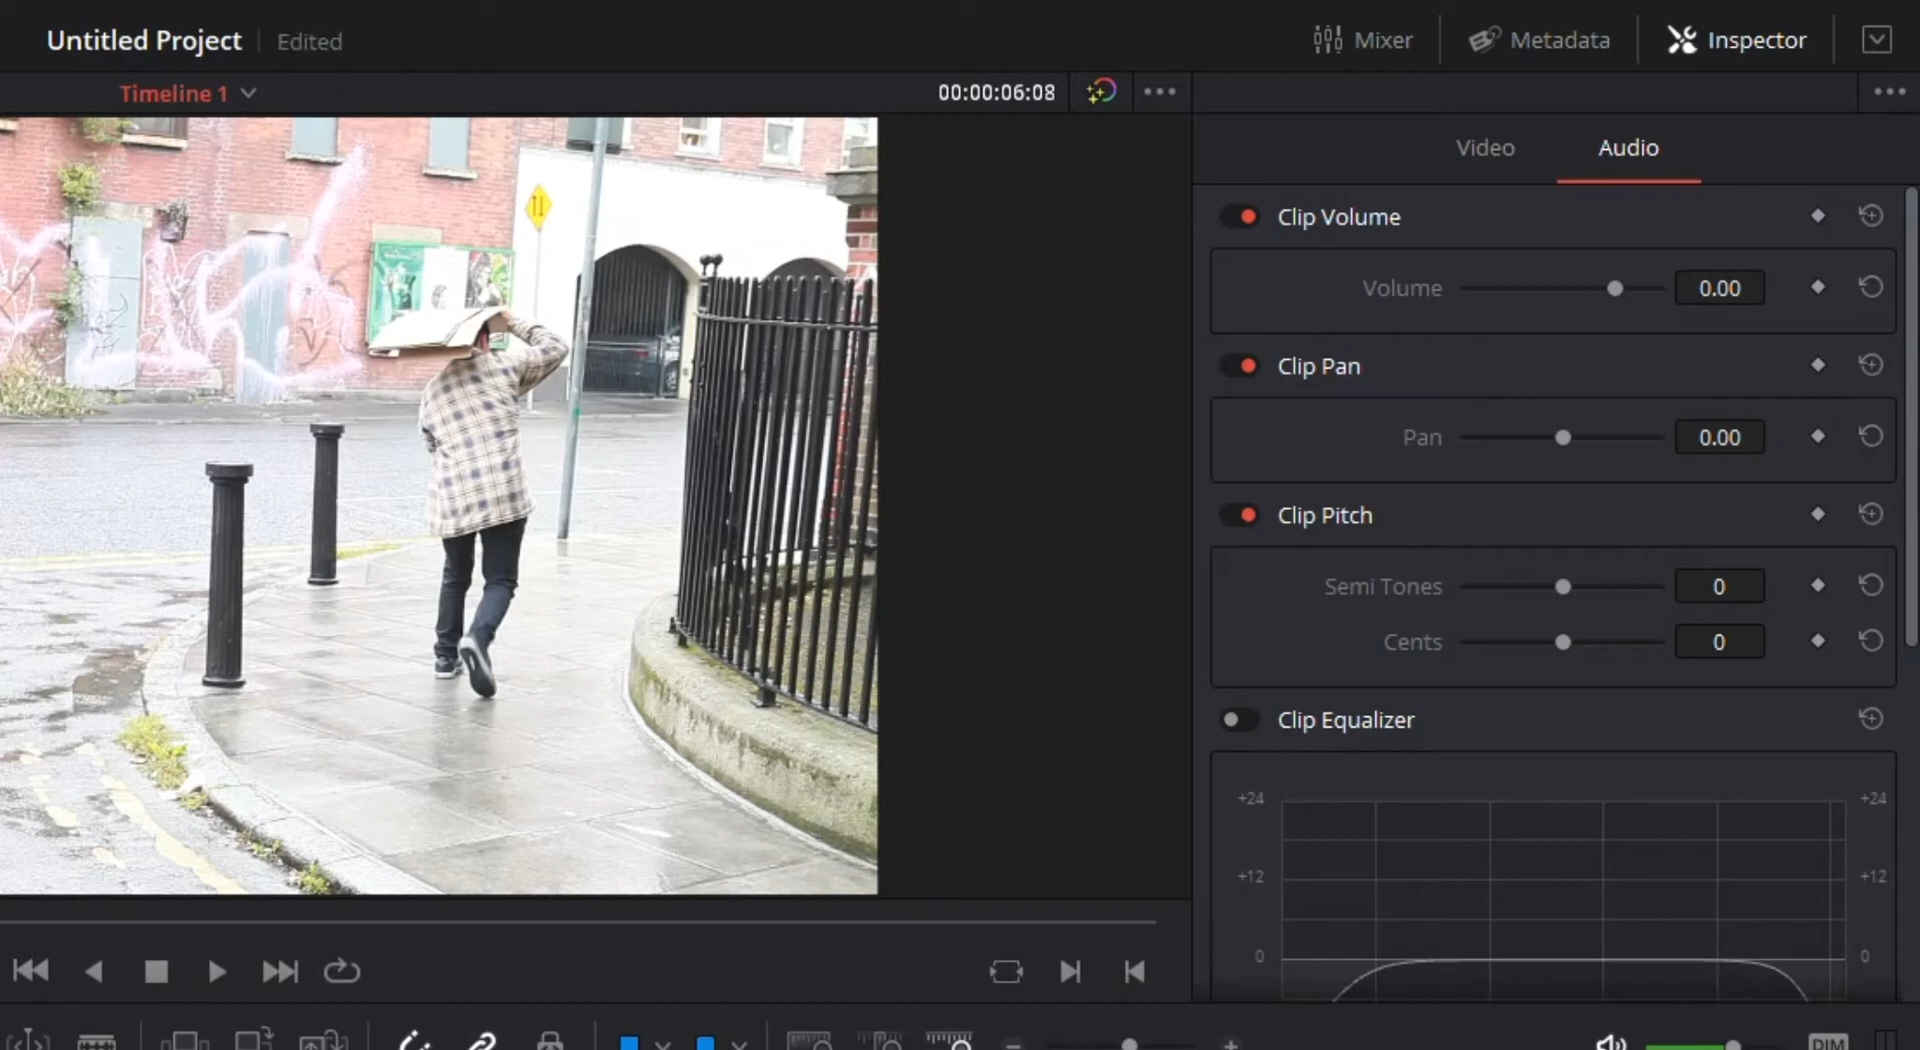 Untitled Project Edited Mixer Metadata Inspector
Timeline 1 00:00:06:08
Video Audio
Clip Volume
Volume 0.00
Clip Pan
Pan 0.00
Clip Pitch
Semi Tones 0
Cents 0
Clip Equalizer
+24 +24
+12 +12
0 0
DIM